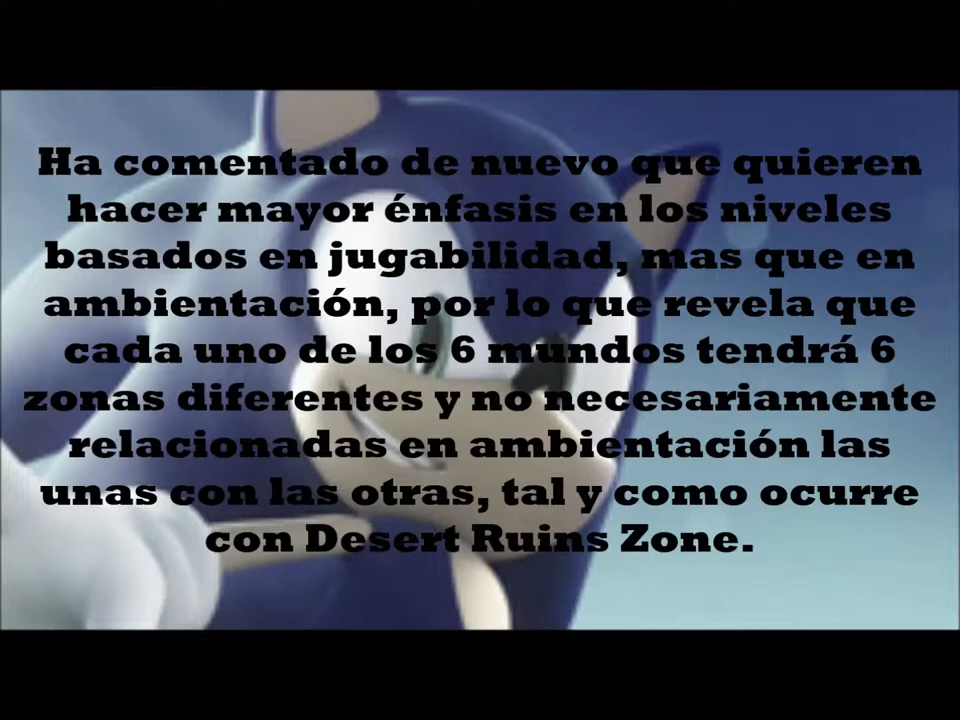 Ha comentado de nuevo que quieren
hacer mayor énfasis en los niveles
basados en jugabilidad, mas que en
ambientación, por lo que revela que
cada uno de los 6 mundos tendrá 6
zonas diferentes y no necesariamente
relacionadas en ambientación las
unas con las otras, tal y como ocurre
con Desert Ruins Zone.